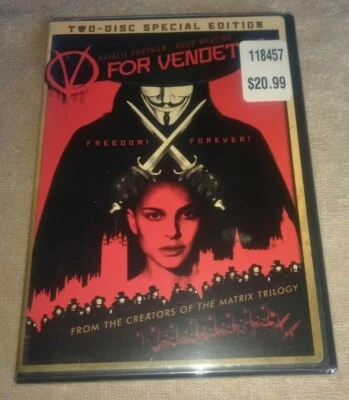 TWO-DISC SPECIAL EDITION
NATALIE PORTMAN HUGO WEAVING
V FOR VENDET
118457
$20.99
FREEDOM! FOREVER!
FROM THE CREATORS OF THE MATRIX TRILOGY